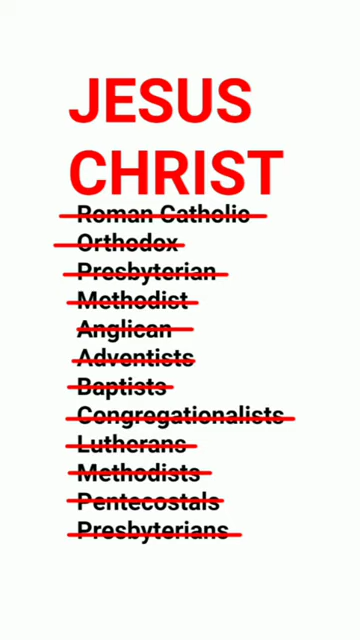 JESUS
CHRIST
Roman Catholic
Orthodox
Presbyterian
Methodist
Anglican
Adventists
Baptists
Congregationalists
Lutherans
Methodists
Pentecostals
Presbyterians